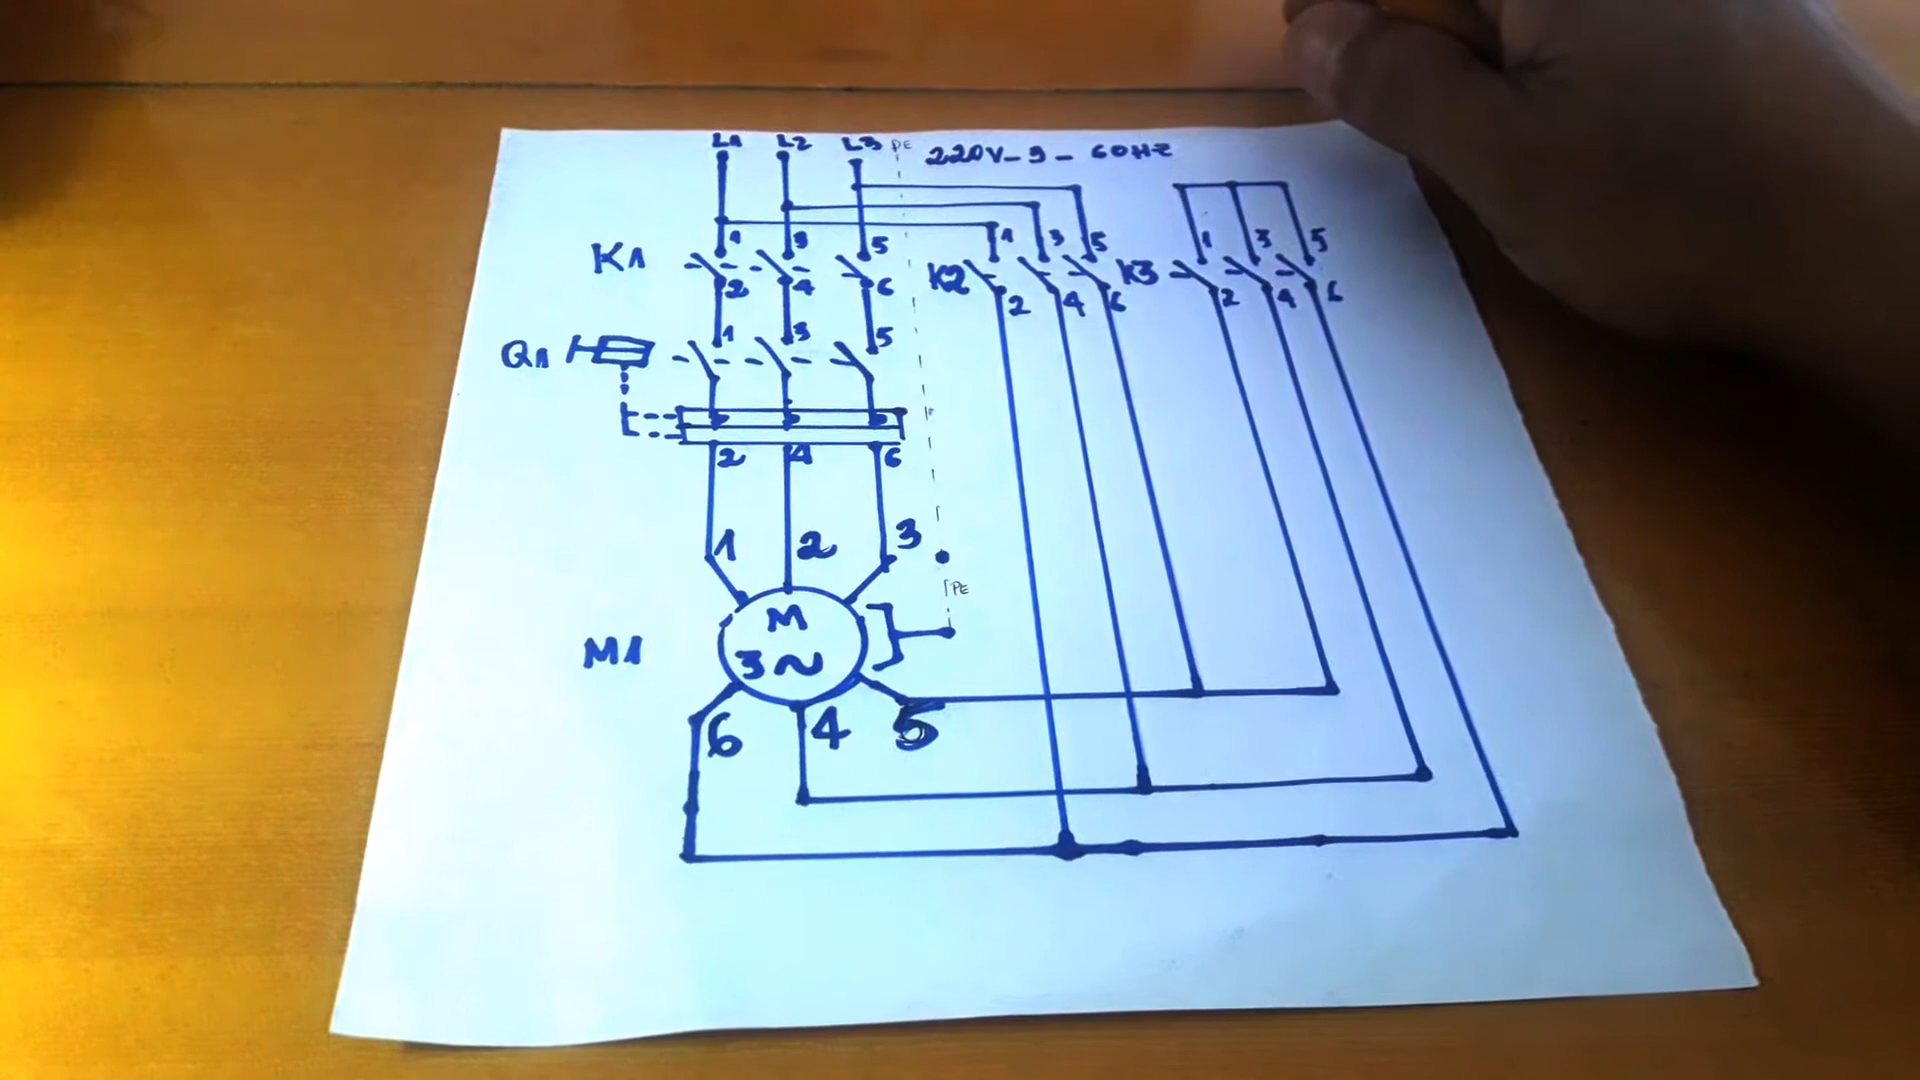 L1 L2 L3 PE 220V-3- 60HZ
1 3 5 1 3 5 1 3 5
K1 K2 K3
2 4 6 2 4 6 2 4 6
1 3 5
Q1
2 4 6
1 2 3
PE
M
3~
M1
6 4 5